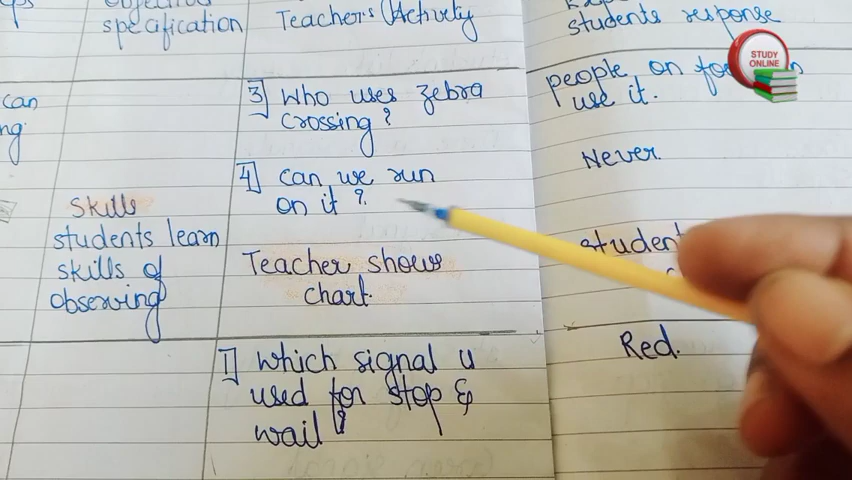 specification
Teacher's Activity
students response
STUDY
ONLINE
can
3] Who uses zebra
crossing?
people on
use it.
4] Can we run
on it?
Never.
Skills
students learn
skills of
observing
Teacher shows
chart.
1] Which signal is
used for stop &
wait?
Red.